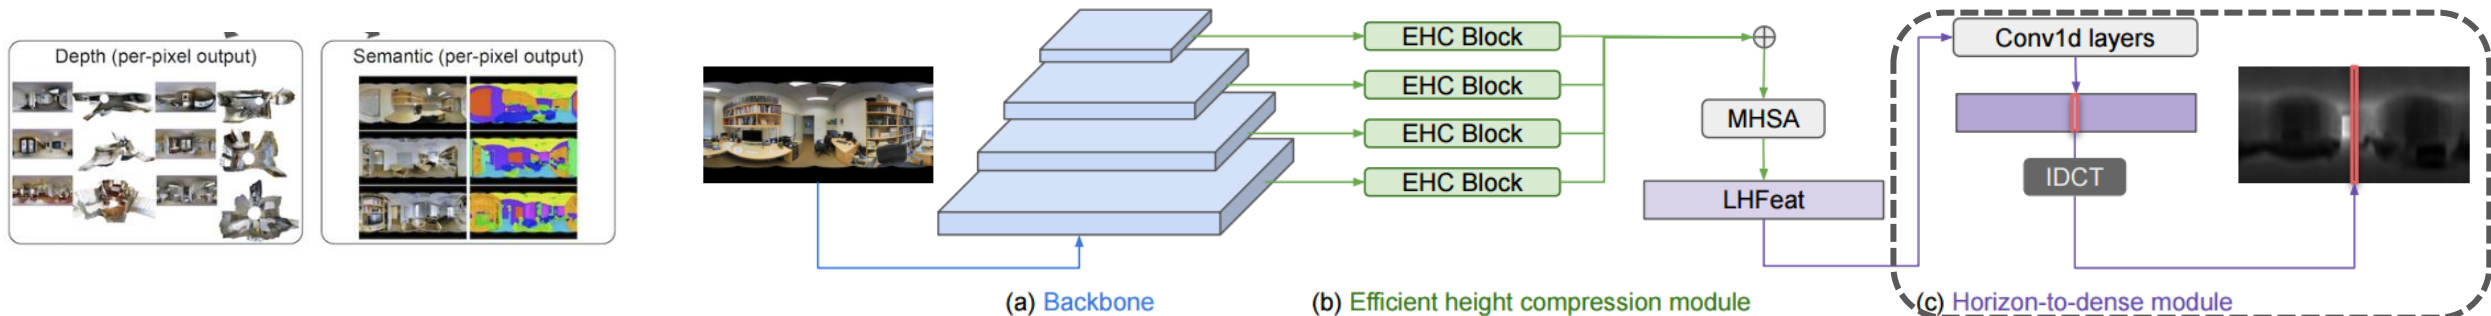 Depth (per-pixel output)
Semantic (per-pixel output)
EHC Block
EHC Block
EHC Block
EHC Block
MHSA
LHFeat
Conv1d layers
IDCT
(a) Backbone
(b) Efficient height compression module
(c) Horizon-to-dense module